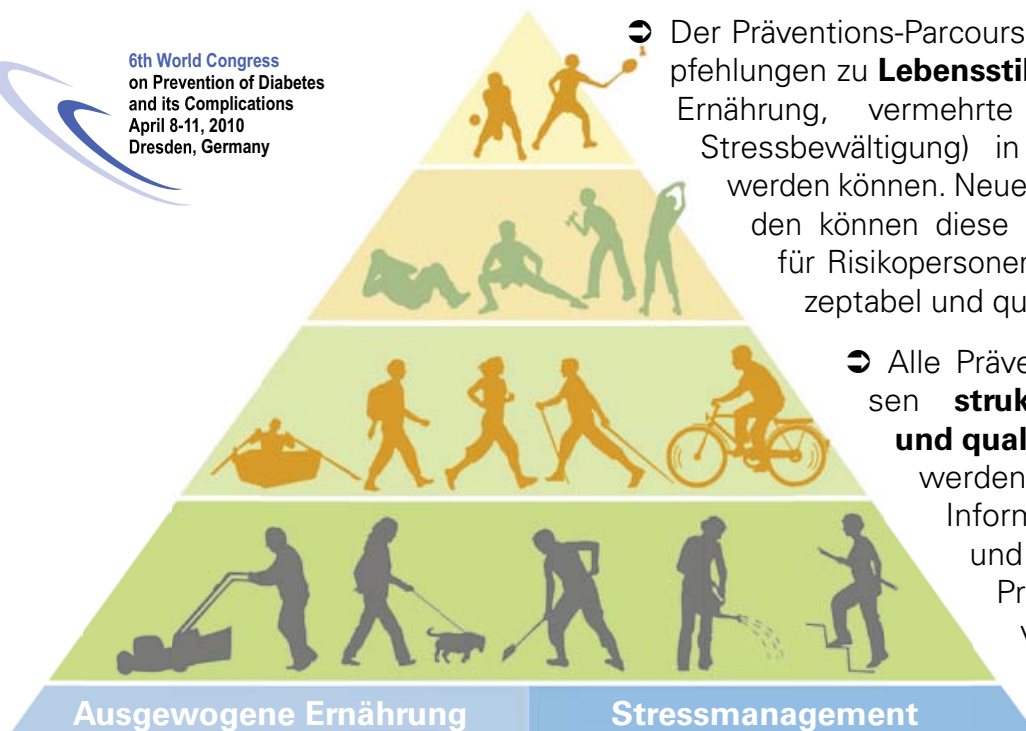 6th World Congress
on Prevention of Diabetes
and its Complications
April 8-11, 2010
Dresden, Germany
➲ Der Präventions-Parcours
pfehlungen zu Lebensstil
Ernährung, vermehrte
Stressbewältigung) in
werden können. Neue
den können diese
für Risikopersonen
zeptabel und qu
➲ Alle Präve
sen struk
und qual
werden
Inform
und
Pr
Ausgewogene Ernährung
Stressmanagement